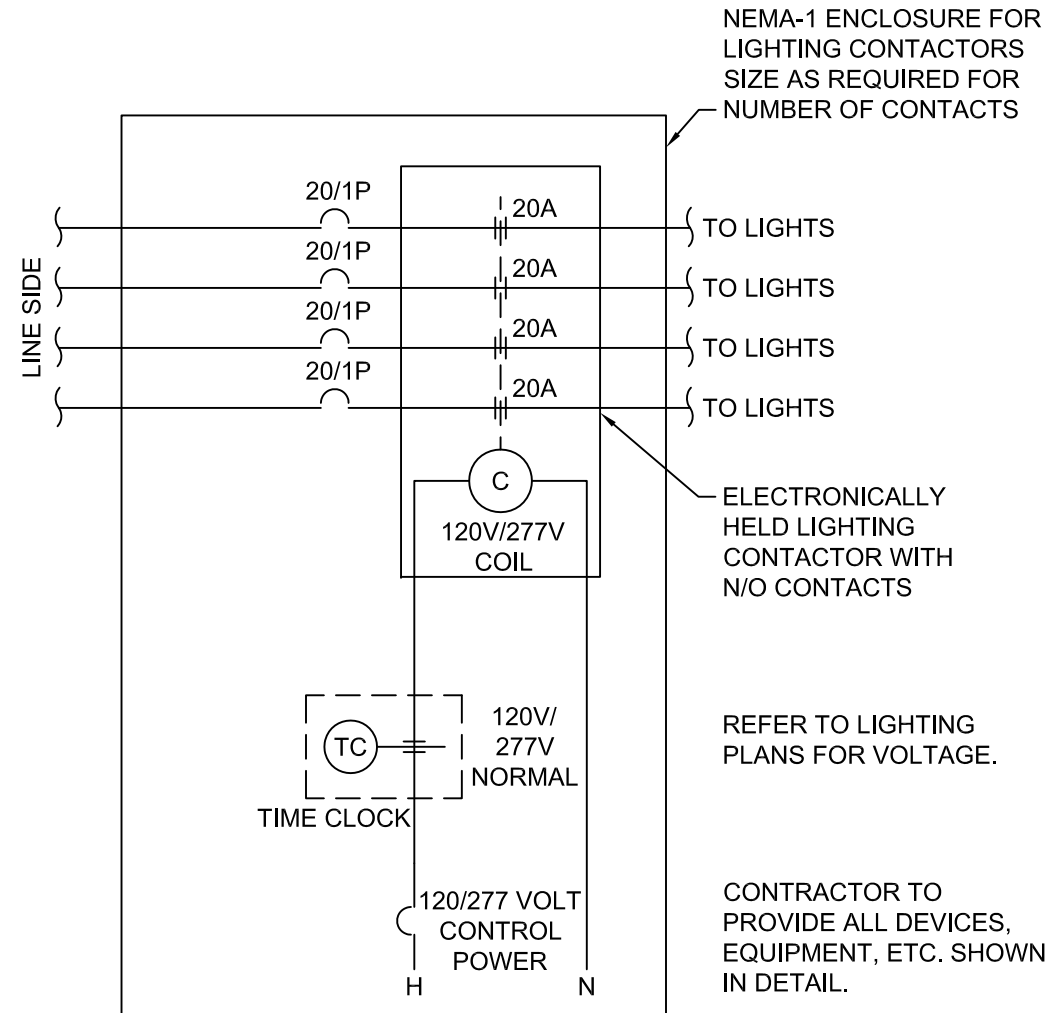 NEMA-1 ENCLOSURE FOR
LIGHTING CONTACTORS
SIZE AS REQUIRED FOR
NUMBER OF CONTACTS
LINE SIDE
20/1P
20A
TO LIGHTS
20/1P
20A
TO LIGHTS
20/1P
20A
TO LIGHTS
20/1P
20A
TO LIGHTS
C
120V/277V
COIL
ELECTRONICALLY
HELD LIGHTING
CONTACTOR WITH
N/O CONTACTS
TC
120V/
277V
NORMAL
TIME CLOCK
REFER TO LIGHTING
PLANS FOR VOLTAGE.
120/277 VOLT
CONTROL
POWER
H
N
CONTRACTOR TO
PROVIDE ALL DEVICES,
EQUIPMENT, ETC. SHOWN
IN DETAIL.